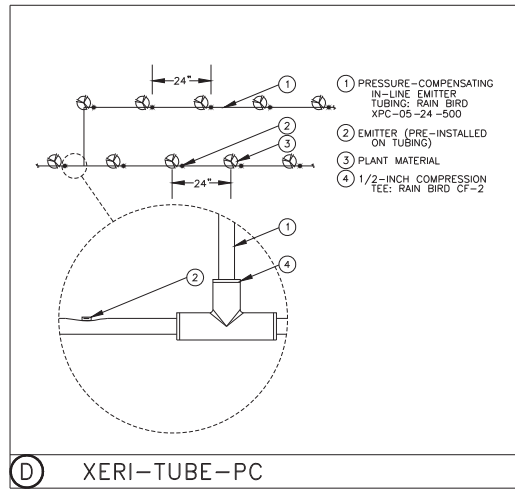 24"
1
1 PRESSURE-COMPENSATING
IN-LINE EMITTER
TUBING: RAIN BIRD
XPC-05-24-500
2 EMITTER (PRE-INSTALLED
ON TUBING)
3 PLANT MATERIAL
4 1/2-INCH COMPRESSION
TEE: RAIN BIRD CF-2
2
3
24"
1
4
2
D XERI-TUBE-PC